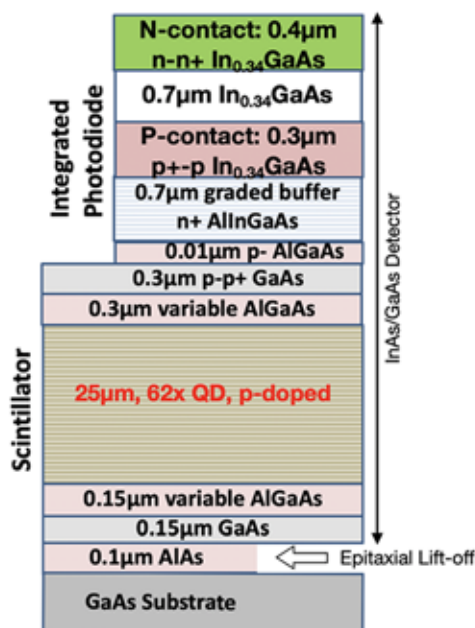 N-contact: 0.4μm
n-n+ In₀.₃₄GaAs
0.7μm In₀.₃₄GaAs
P-contact: 0.3μm
p+-p In₀.₃₄GaAs
0.7μm graded buffer
n+ AlInGaAs
0.01μm p- AlGaAs
0.3μm p-p+ GaAs
0.3μm variable AlGaAs
25μm, 62x QD, p-doped
0.15μm variable AlGaAs
0.15μm GaAs
0.1μm AlAs
Epitaxial Lift-off
GaAs Substrate
Integrated
Photodiode
Scintillator
InAs/GaAs Detector